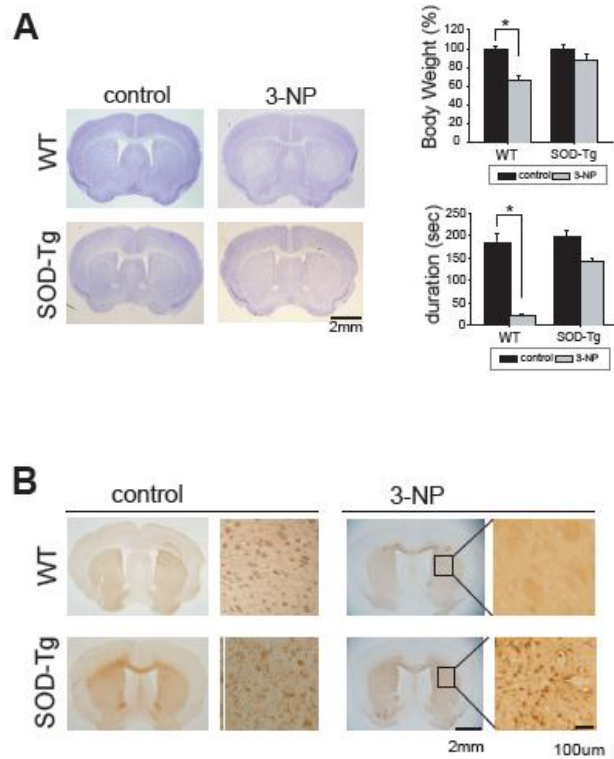 A
control 3-NP
WT
SOD-Tg
2mm
Body Weight (%)
120
100
80
60
40
20
0
*
WT SOD-Tg
control 3-NP
duration (sec)
250
200
150
100
50
0
*
WT SOD-Tg
control 3-NP
B
control 3-NP
WT
SOD-Tg
2mm 100um